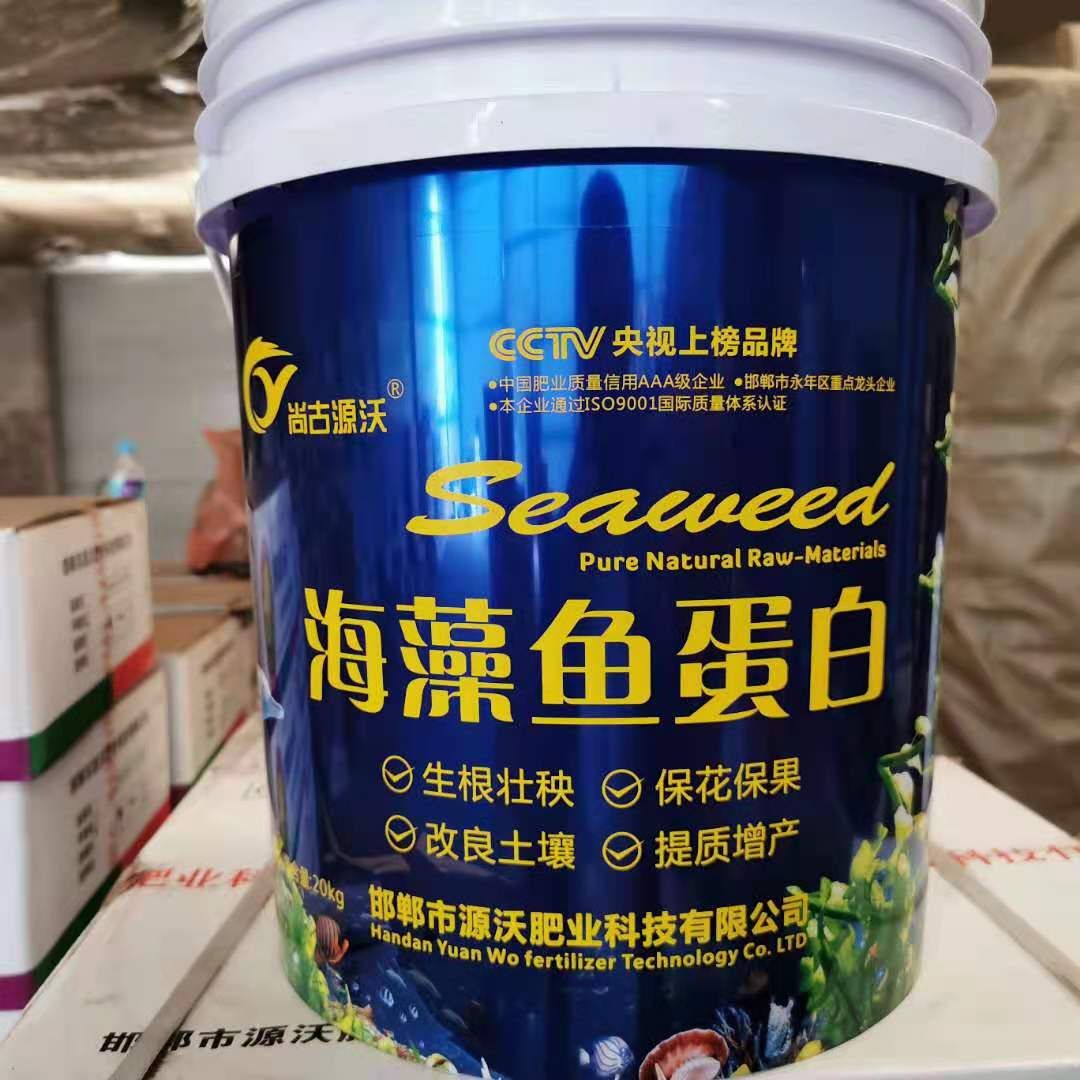 CCTV 央视上榜品牌
尚古源沃®
•中国肥业质量信用AAA级企业 •邯郸市永年区重点龙头企业
•本企业通过ISO9001国际质量体系认证
Seaweed
Pure Natural Raw-Materials
海藻鱼蛋白
生根壮秧 保花保果
改良土壤 提质增产
量:20kg
邯郸市源沃肥业科技有限公司
Handan Yuan Wo fertilizer Technology Co. LTD
肥业科
邯郸市源沃